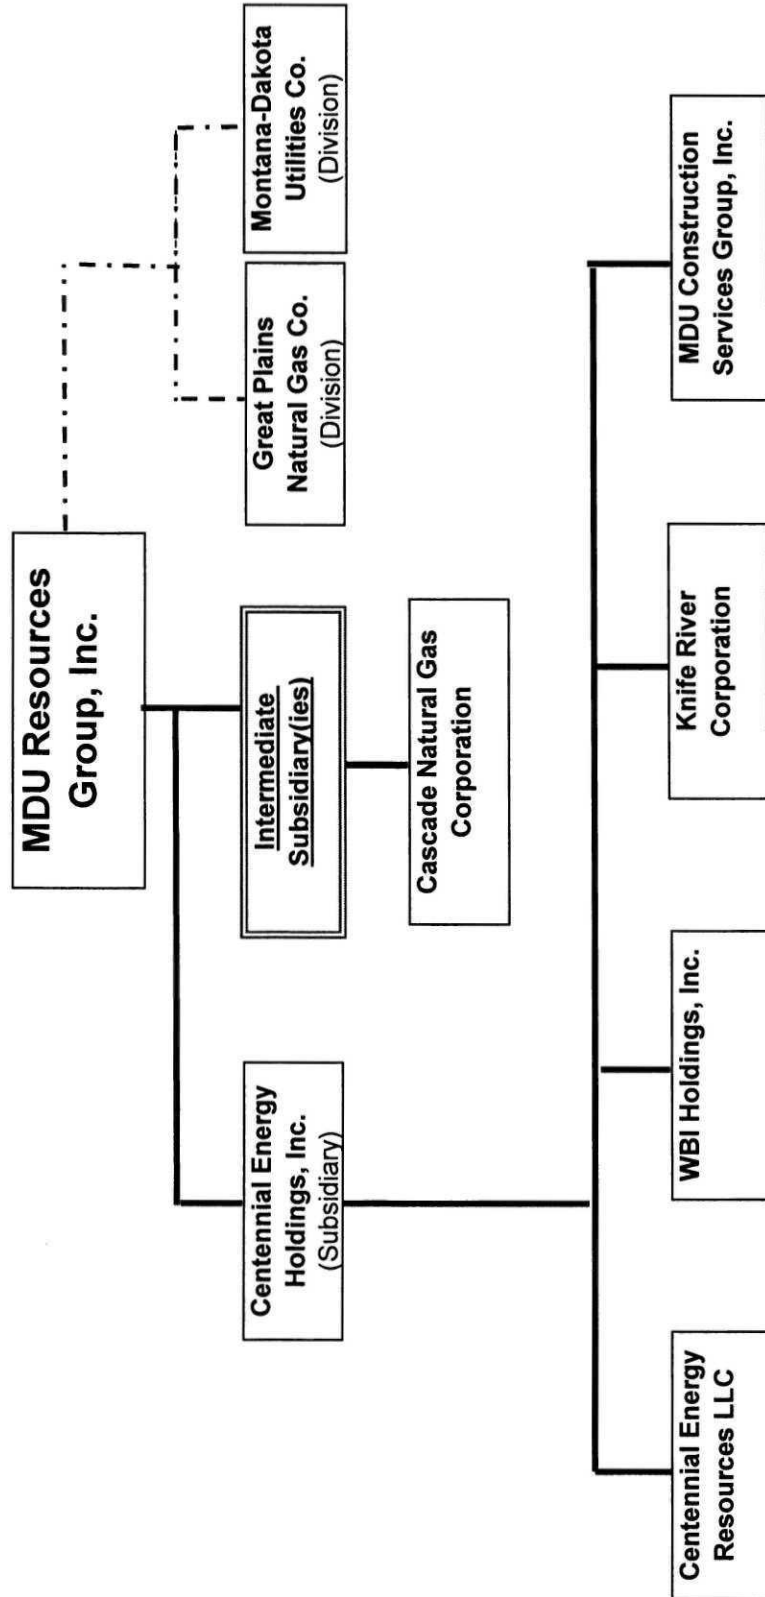 MDU Resources
Group, Inc.
Centennial Energy
Holdings, Inc.
(Subsidiary)
Intermediate
Subsidiary(ies)
Great Plains
Natural Gas Co.
(Division)
Montana-Dakota
Utilities Co.
(Division)
Cascade Natural Gas
Corporation
Centennial Energy
Resources LLC
WBI Holdings, Inc.
Knife River
Corporation
MDU Construction
Services Group, Inc.